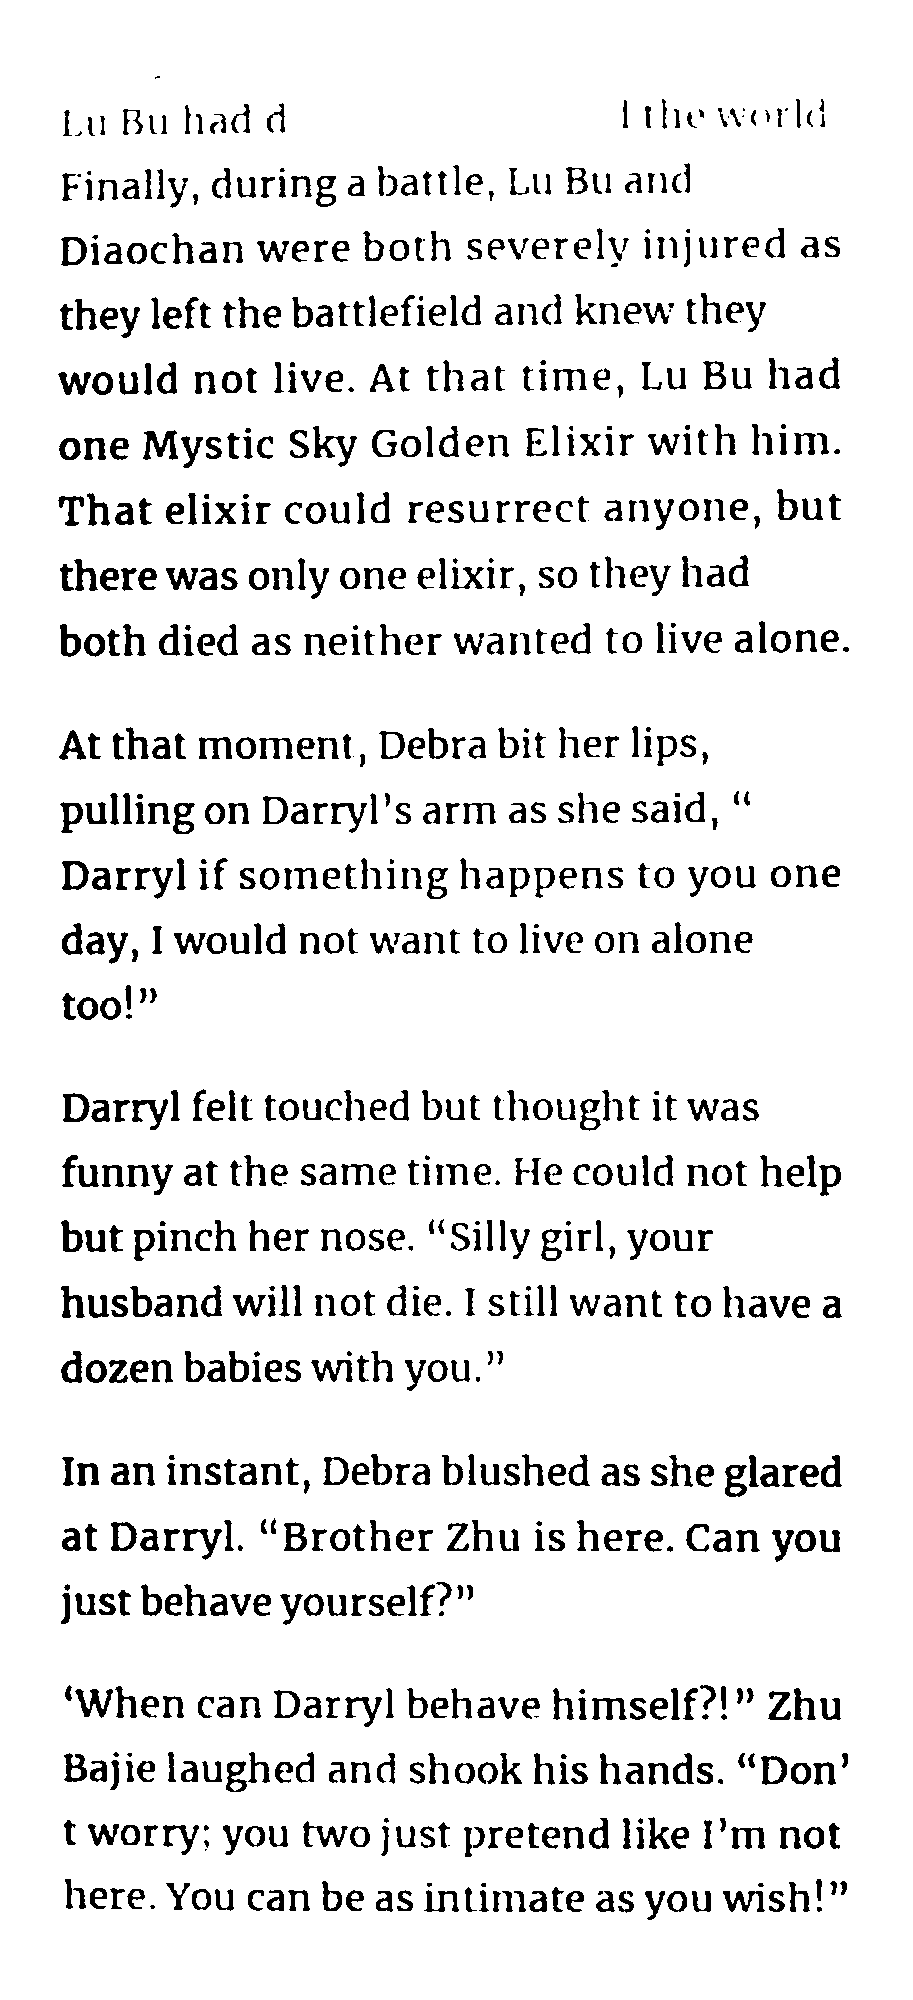 Lu Bu had d the world
Finally, during a battle, Lu Bu and
Diaochan were both severely injured as
they left the battlefield and knew they
would not live. At that time, Lu Bu had
one Mystic Sky Golden Elixir with him.
That elixir could resurrect anyone, but
there was only one elixir, so they had
both died as neither wanted to live alone.
At that moment, Debra bit her lips,
pulling on Darryl's arm as she said, “
Darryl if something happens to you one
day, I would not want to live on alone
too!”
Darryl felt touched but thought it was
funny at the same time. He could not help
but pinch her nose. “Silly girl, your
husband will not die. I still want to have a
dozen babies with you.”
In an instant, Debra blushed as she glared
at Darryl. “Brother Zhu is here. Can you
just behave yourself?”
‘When can Darryl behave himself?!” Zhu
Bajie laughed and shook his hands. “Don’
t worry; you two just pretend like I’m not
here. You can be as intimate as you wish!”